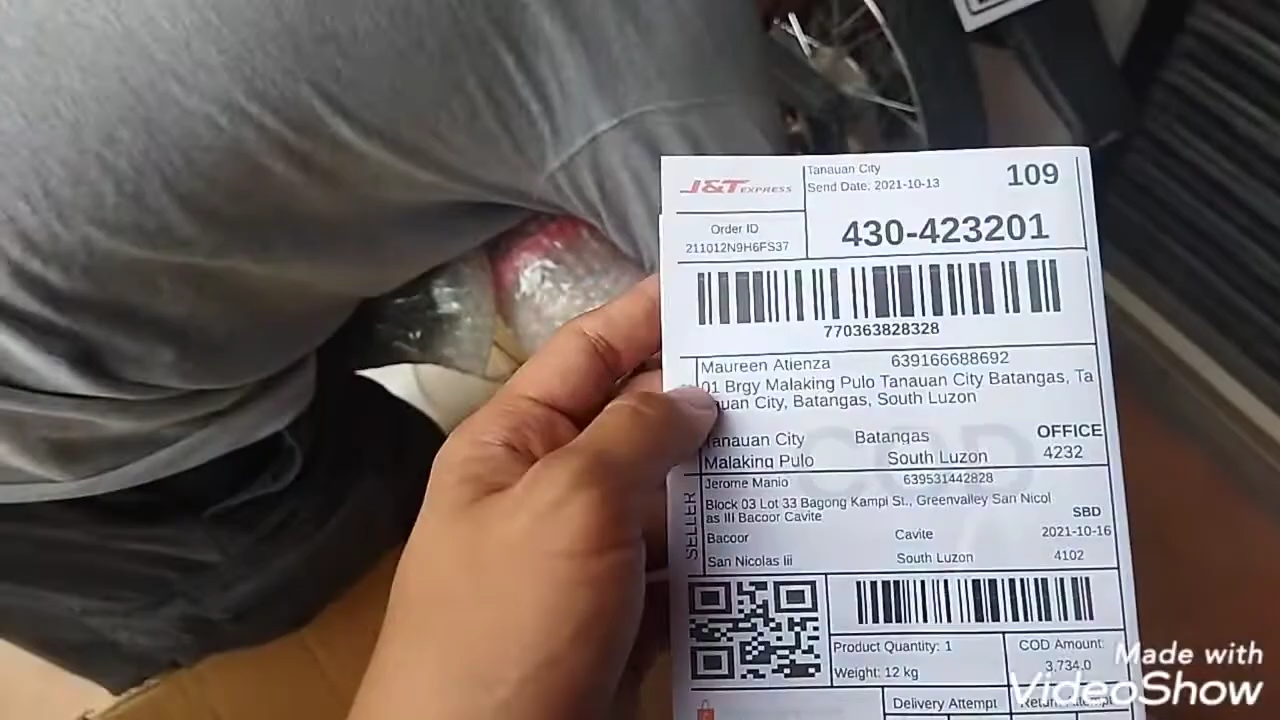 J&T EXPRESS
Tanauan City
Send Date: 2021-10-13
109
Order ID
211012N9H6FS37
430-423201
770363828328
Maureen Atienza 639166688692
01 Brgy Malaking Pulo Tanauan City Batangas, Ta
auan City, Batangas, South Luzon
Tanauan City Batangas OFFICE
Malaking Pulo South Luzon 4232
SELLER
Jerome Manio 639531442828
Block 03 Lot 33 Bagong Kampi St., Greenvalley San Nicol
as III Bacoor Cavite
SBD
Bacoor Cavite 2021-10-16
San Nicolas Iii South Luzon 4102
Product Quantity: 1
Weight: 12 kg
COD Amount:
3,734.0
Delivery Attempt
Return Attempt
COD
Made with
VideoShow